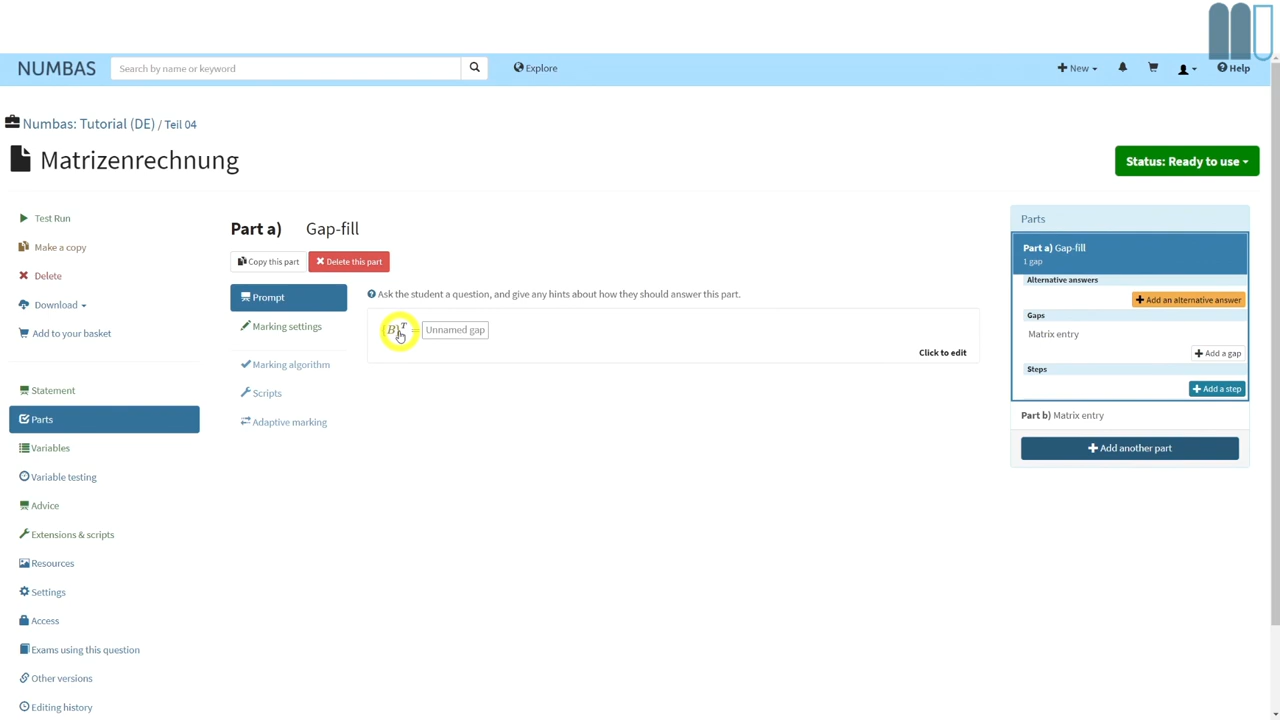 NUMBAS
Search by name or keyword
Explore
New
Help
Numbas: Tutorial (DE) / Teil 04
Matrizenrechnung
Status: Ready to use
Test Run
Make a copy
Delete
Download
Add to your basket
Statement
Parts
Variables
Variable testing
Advice
Extensions & scripts
Resources
Settings
Access
Exams using this question
Other versions
Editing history
Part a) Gap-fill
Copy this part
Delete this part
Prompt
Marking settings
Marking algorithm
Scripts
Adaptive marking
Ask the student a question, and give any hints about how they should answer this part.
B)^T = Unnamed gap
Click to edit
Parts
Part a) Gap-fill
1 gap
Alternative answers
Add an alternative answer
Gaps
Matrix entry
Add a gap
Steps
Add a step
Part b) Matrix entry
Add another part